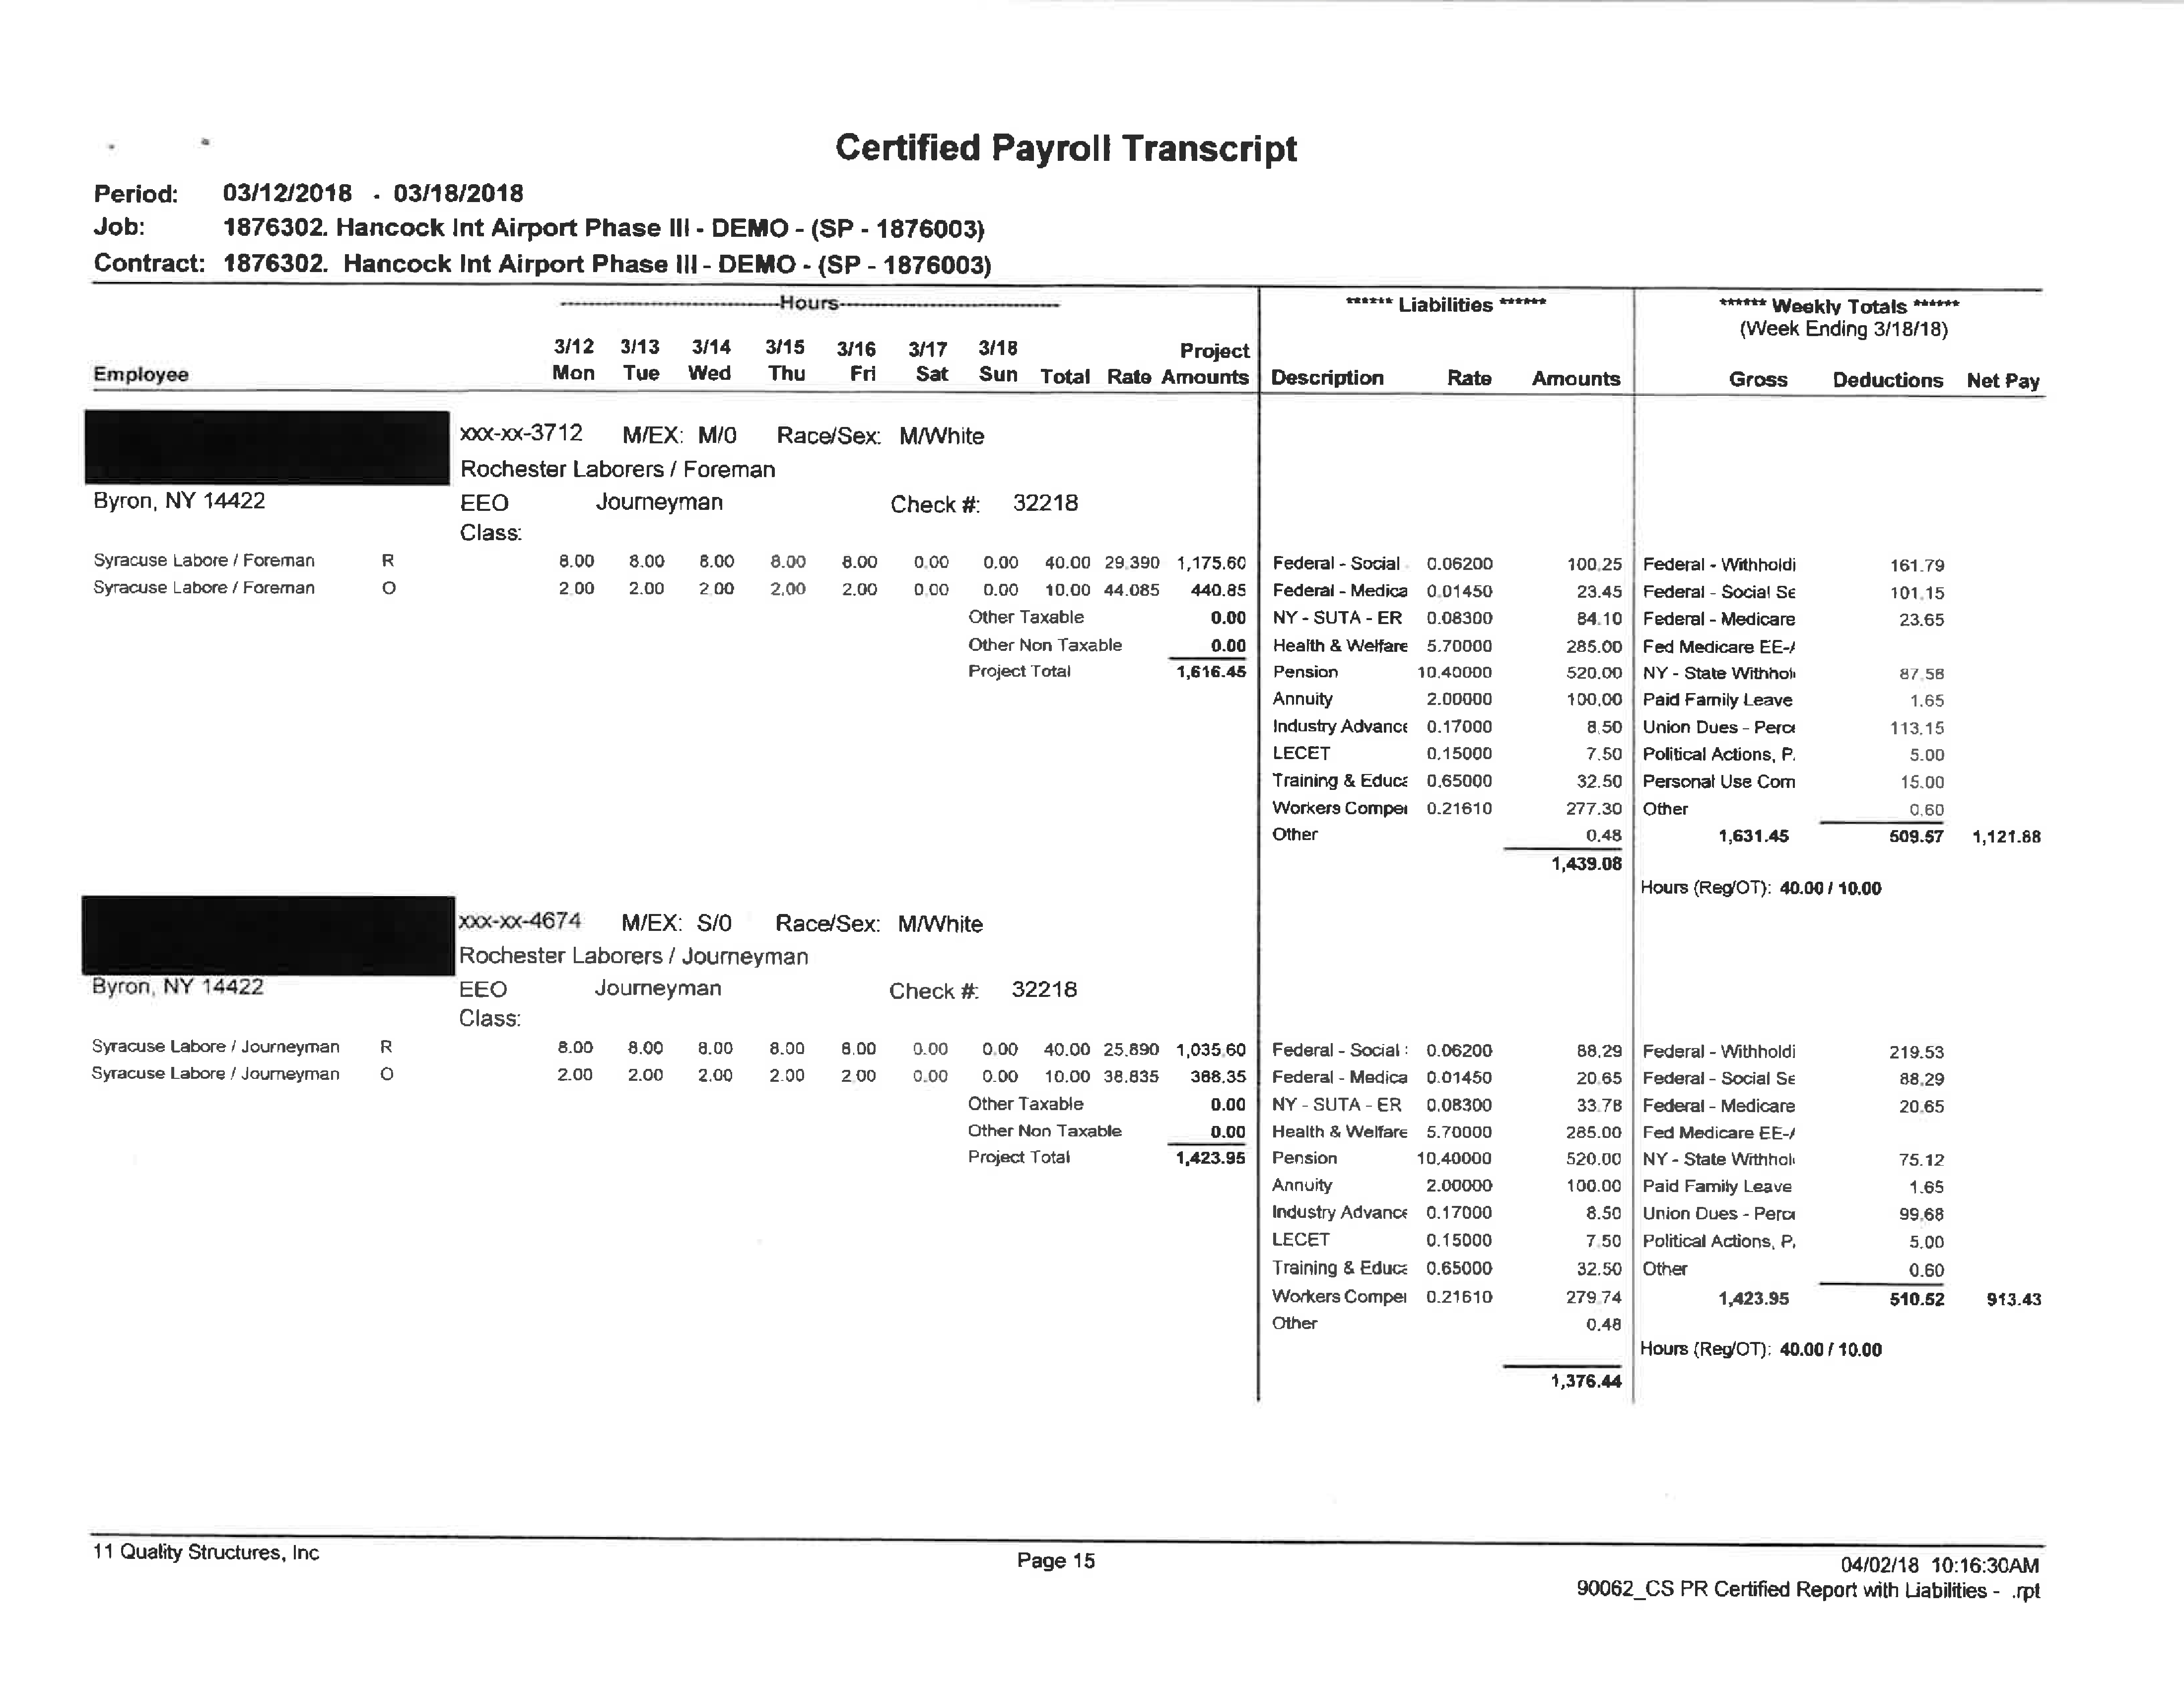 Certified Payroll Transcript
Period: 03/12/2018 - 03/18/2018
Job: 1876302. Hancock Int Airport Phase III - DEMO - (SP - 1876003)
Contract: 1876302. Hancock Int Airport Phase III - DEMO - (SP - 1876003)
Hours ****** Liabilities ****** ****** Weekly Totals ******
(Week Ending 3/18/18)
3/12 3/13 3/14 3/15 3/16 3/17 3/18 Project
Employee Mon Tue Wed Thu Fri Sat Sun Total Rate Amounts Description Rate Amounts Gross Deductions Net Pay
xxx-xx-3712 M/EX: M/0 Race/Sex: M/White
Rochester Laborers / Foreman
Byron, NY 14422 EEO Journeyman Check #: 32218
Class:
Syracuse Labore / Foreman R 8.00 8.00 8.00 8.00 8.00 0.00 0.00 40.00 29.390 1,175.60 Federal - Social 0.06200 100.25 Federal - Withholdi 161.79
Syracuse Labore / Foreman O 2.00 2.00 2.00 2.00 2.00 0.00 0.00 10.00 44.085 440.85 Federal - Medica 0.01450 23.45 Federal - Social Se 101.15
Other Taxable 0.00 NY - SUTA - ER 0.08300 84.10 Federal - Medicare 23.65
Other Non Taxable 0.00 Health & Welfare 5.70000 285.00 Fed Medicare EE-A
Project Total 1,616.45 Pension 10.40000 520.00 NY - State Withhol 87.58
Annuity 2.00000 100.00 Paid Family Leave 1.65
Industry Advance 0.17000 8.50 Union Dues - Perce 113.15
LECET 0.15000 7.50 Political Actions, P. 5.00
Training & Educa 0.65000 32.50 Personal Use Com 15.00
Workers Compe 0.21610 277.30 Other 0.60
Other 0.48 1,631.45 509.57 1,121.88
1,439.08
Hours (Reg/OT): 40.00 / 10.00
xxx-xx-4674 M/EX: S/0 Race/Sex: M/White
Rochester Laborers / Journeyman
Byron, NY 14422 EEO Journeyman Check #: 32218
Class:
Syracuse Labore / Journeyman R 8.00 8.00 8.00 8.00 8.00 0.00 0.00 40.00 25.890 1,035.60 Federal - Social 0.06200 88.29 Federal - Withholdi 219.53
Syracuse Labore / Journeyman O 2.00 2.00 2.00 2.00 2.00 0.00 0.00 10.00 38.835 388.35 Federal - Medica 0.01450 20.65 Federal - Social Se 88.29
Other Taxable 0.00 NY - SUTA - ER 0.08300 33.78 Federal - Medicare 20.65
Other Non Taxable 0.00 Health & Welfare 5.70000 285.00 Fed Medicare EE-A
Project Total 1,423.95 Pension 10.40000 520.00 NY - State Withhol 75.12
Annuity 2.00000 100.00 Paid Family Leave 1.65
Industry Advance 0.17000 8.50 Union Dues - Perce 99.68
LECET 0.15000 7.50 Political Actions, P. 5.00
Training & Educa 0.65000 32.50 Other 0.60
Workers Compe 0.21610 279.74 1,423.95 510.52 913.43
Other 0.48
Hours (Reg/OT): 40.00 / 10.00
1,376.44
11 Quality Structures, Inc Page 15 04/02/18 10:16:30AM
90062_CS PR Certified Report with Liabilities - .rpt